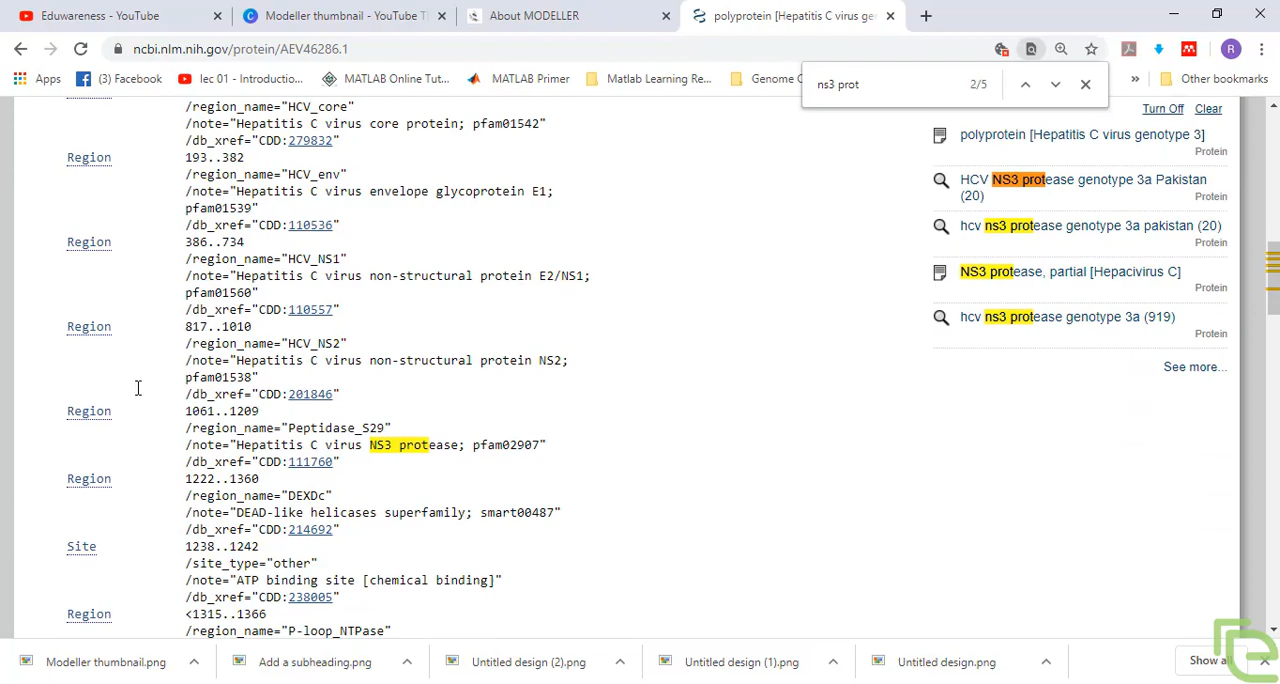 Eduwareness - YouTube
Modeller thumbnail - YouTube T
About MODELLER
polyprotein [Hepatitis C virus gen
ncbi.nlm.nih.gov/protein/AEV46286.1
R
Apps
(3) Facebook
lec 01 - Introductio...
MATLAB Online Tut...
MATLAB Primer
Matlab Learning Re...
Genome
»
Other bookmarks
ns3 prot
2/5
/region_name="HCV_core"
/note="Hepatitis C virus core protein; pfam01542"
/db_xref="CDD:279832"
Region 193..382
/region_name="HCV_env"
/note="Hepatitis C virus envelope glycoprotein E1;
pfam01539"
/db_xref="CDD:110536"
Region 386..734
/region_name="HCV_NS1"
/note="Hepatitis C virus non-structural protein E2/NS1;
pfam01560"
/db_xref="CDD:110557"
Region 817..1010
/region_name="HCV_NS2"
/note="Hepatitis C virus non-structural protein NS2;
pfam01538"
/db_xref="CDD:201846"
Region 1061..1209
/region_name="Peptidase_S29"
/note="Hepatitis C virus NS3 protease; pfam02907"
/db_xref="CDD:111760"
Region 1222..1360
/region_name="DEXDc"
/note="DEAD-like helicases superfamily; smart00487"
/db_xref="CDD:214692"
Site 1238..1242
/site_type="other"
/note="ATP binding site [chemical binding]"
/db_xref="CDD:238005"
Region <1315..1366
/region_name="P-loop_NTPase"
Turn Off Clear
polyprotein [Hepatitis C virus genotype 3]
Protein
HCV NS3 protease genotype 3a Pakistan
(20)
Protein
hcv ns3 protease genotype 3a pakistan (20)
Protein
NS3 protease, partial [Hepacivirus C]
Protein
hcv ns3 protease genotype 3a (919)
Protein
See more...
Modeller thumbnail.png
Add a subheading.png
Untitled design (2).png
Untitled design (1).png
Untitled design.png
Show all